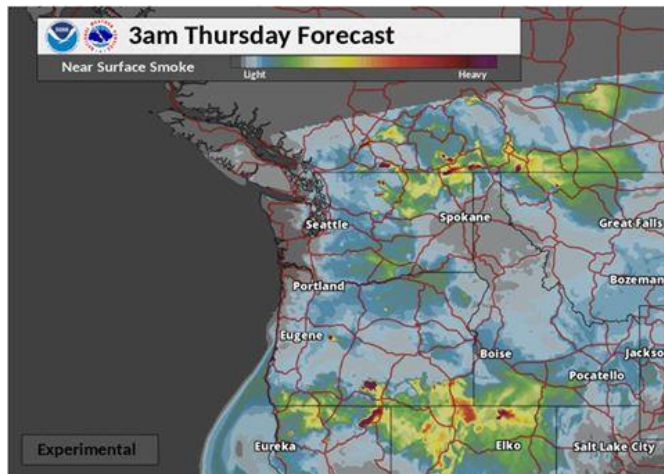 NOAA
3am Thursday Forecast
Near Surface Smoke
Light
Heavy
Seattle
Spokane
Great Falls
Portland
Bozeman
Eugene
Boise
Jackso
Pocatello
Eureka
Elko
Salt Lake City
Experimental